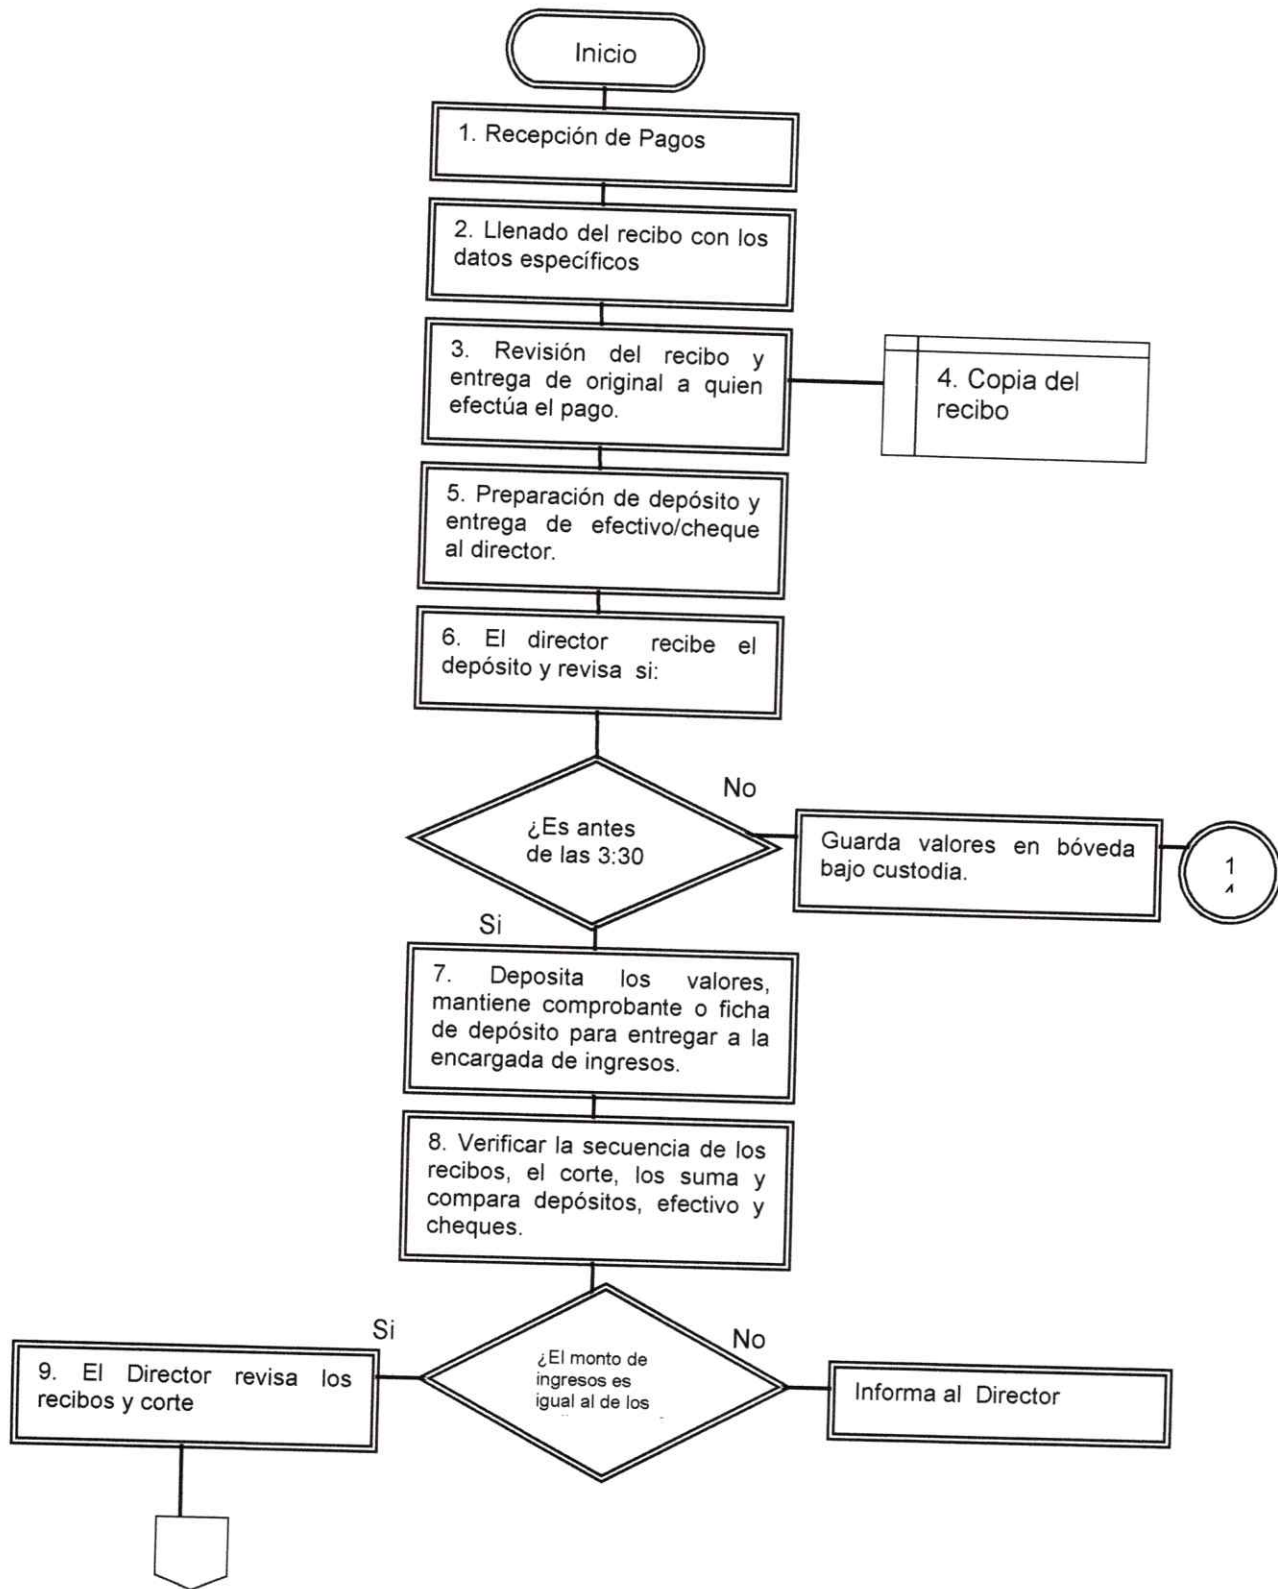 Inicio
1. Recepción de Pagos
2. Llenado del recibo con los
datos específicos
3. Revisión del recibo y
entrega de original a quien
efectúa el pago.
4. Copia del
recibo
5. Preparación de depósito y
entrega de efectivo/cheque
al director.
6. El director recibe el
depósito y revisa si:
¿Es antes
de las 3:30
No
Guarda valores en bóveda
bajo custodia.
1
Si
7. Deposita los valores,
mantiene comprobante o ficha
de depósito para entregar a la
encargada de ingresos.
8. Verificar la secuencia de los
recibos, el corte, los suma y
compara depósitos, efectivo y
cheques.
Si
¿El monto de
ingresos es
igual al de los
No
9. El Director revisa los
recibos y corte
Informa al Director